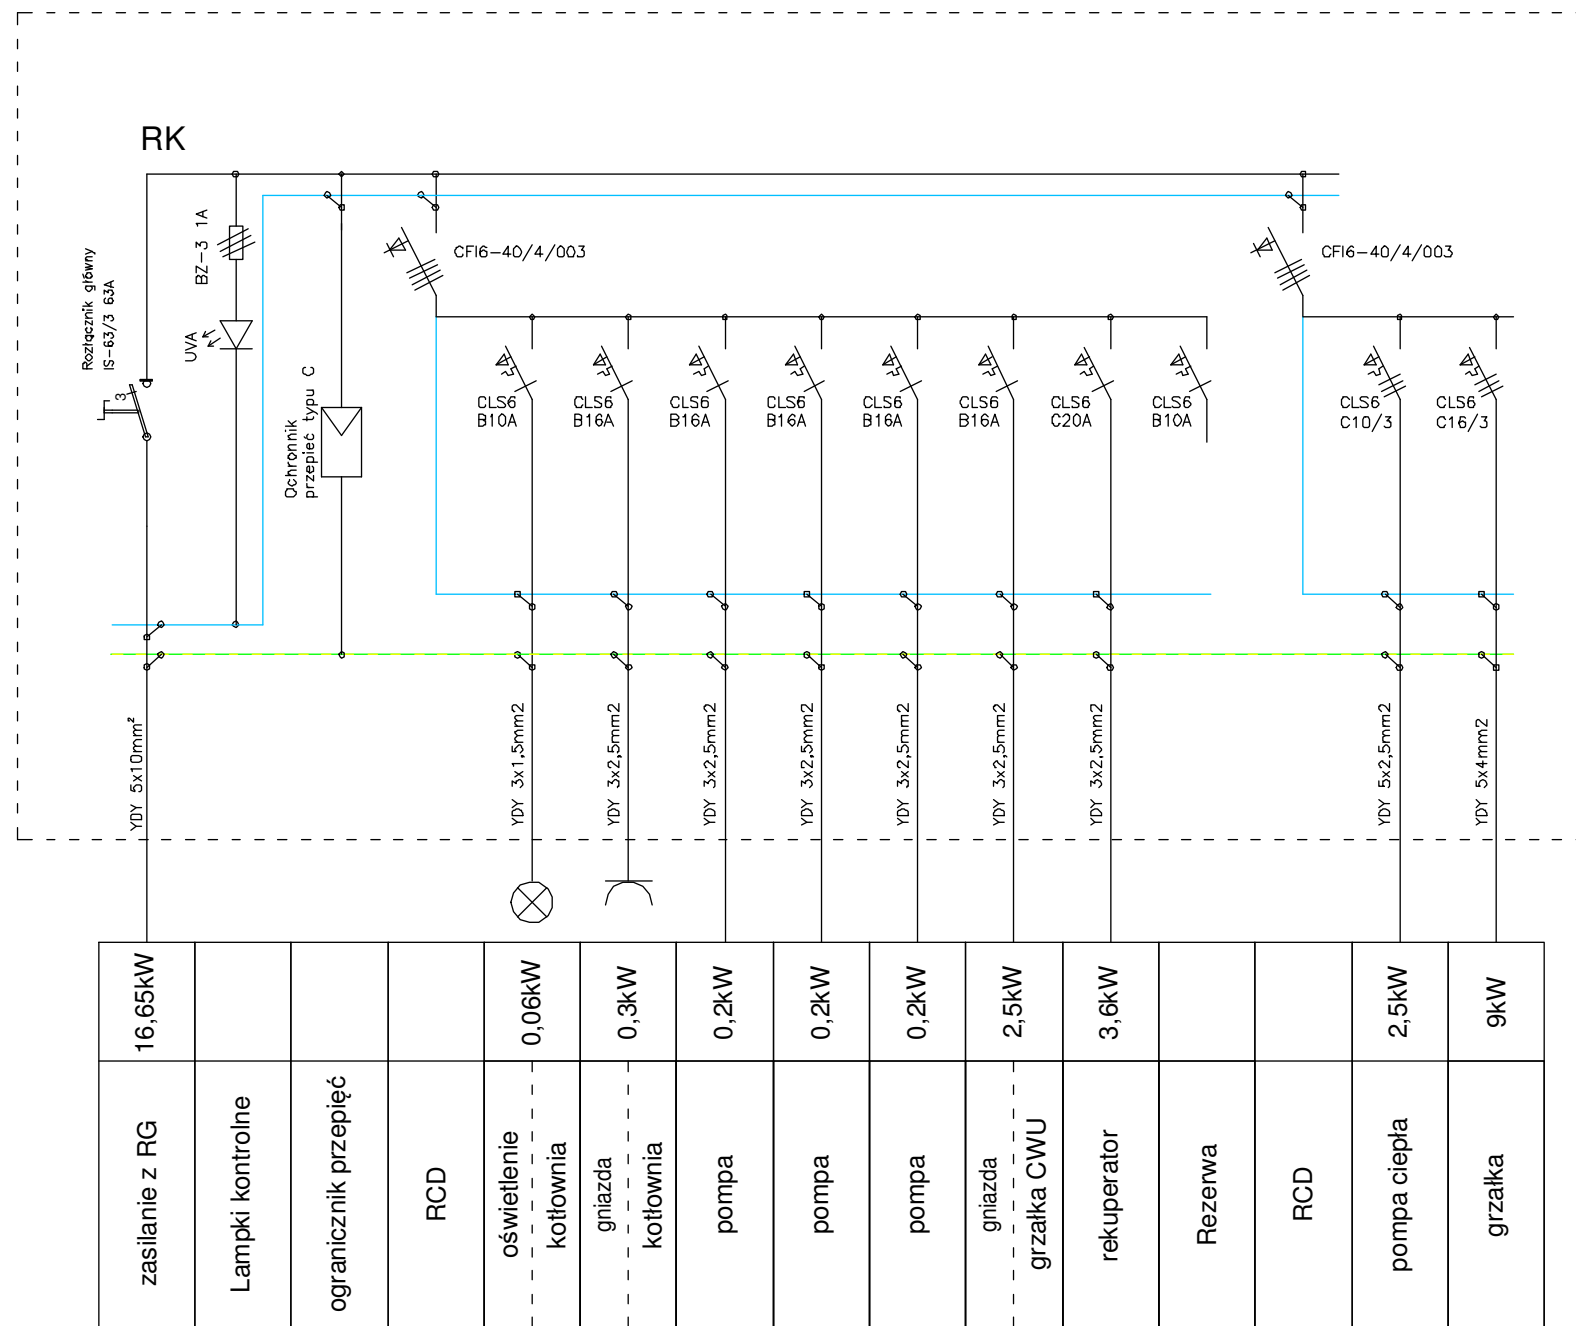 RK
Rozłącznik główny
IS-63/3 63A
3
BZ-3 1A
UVA
Ochronnik
przepięć typu C
CFI6-40/4/003
CFI6-40/4/003
CLS6
B10A
CLS6
B16A
CLS6
B16A
CLS6
B16A
CLS6
B16A
CLS6
B16A
CLS6
C20A
CLS6
B10A
CLS6
C10/3
CLS6
C16/3
YDY 5x10mm²
YDY 3x1,5mm2
YDY 3x2,5mm2
YDY 3x2,5mm2
YDY 3x2,5mm2
YDY 3x2,5mm2
YDY 3x2,5mm2
YDY 3x2,5mm2
YDY 5x2,5mm2
YDY 5x4mm2
16,65kW
0,06kW
0,3kW
0,2kW
0,2kW
0,2kW
2,5kW
3,6kW
2,5kW
9kW
zasilanie z RG
Lampki kontrolne
ogranicznik przepięć
RCD
oświetlenie
kotłownia
gniazda
kotłownia
pompa
pompa
pompa
gniazda
grzałka CWU
rekuperator
Rezerwa
RCD
pompa ciepła
grzałka